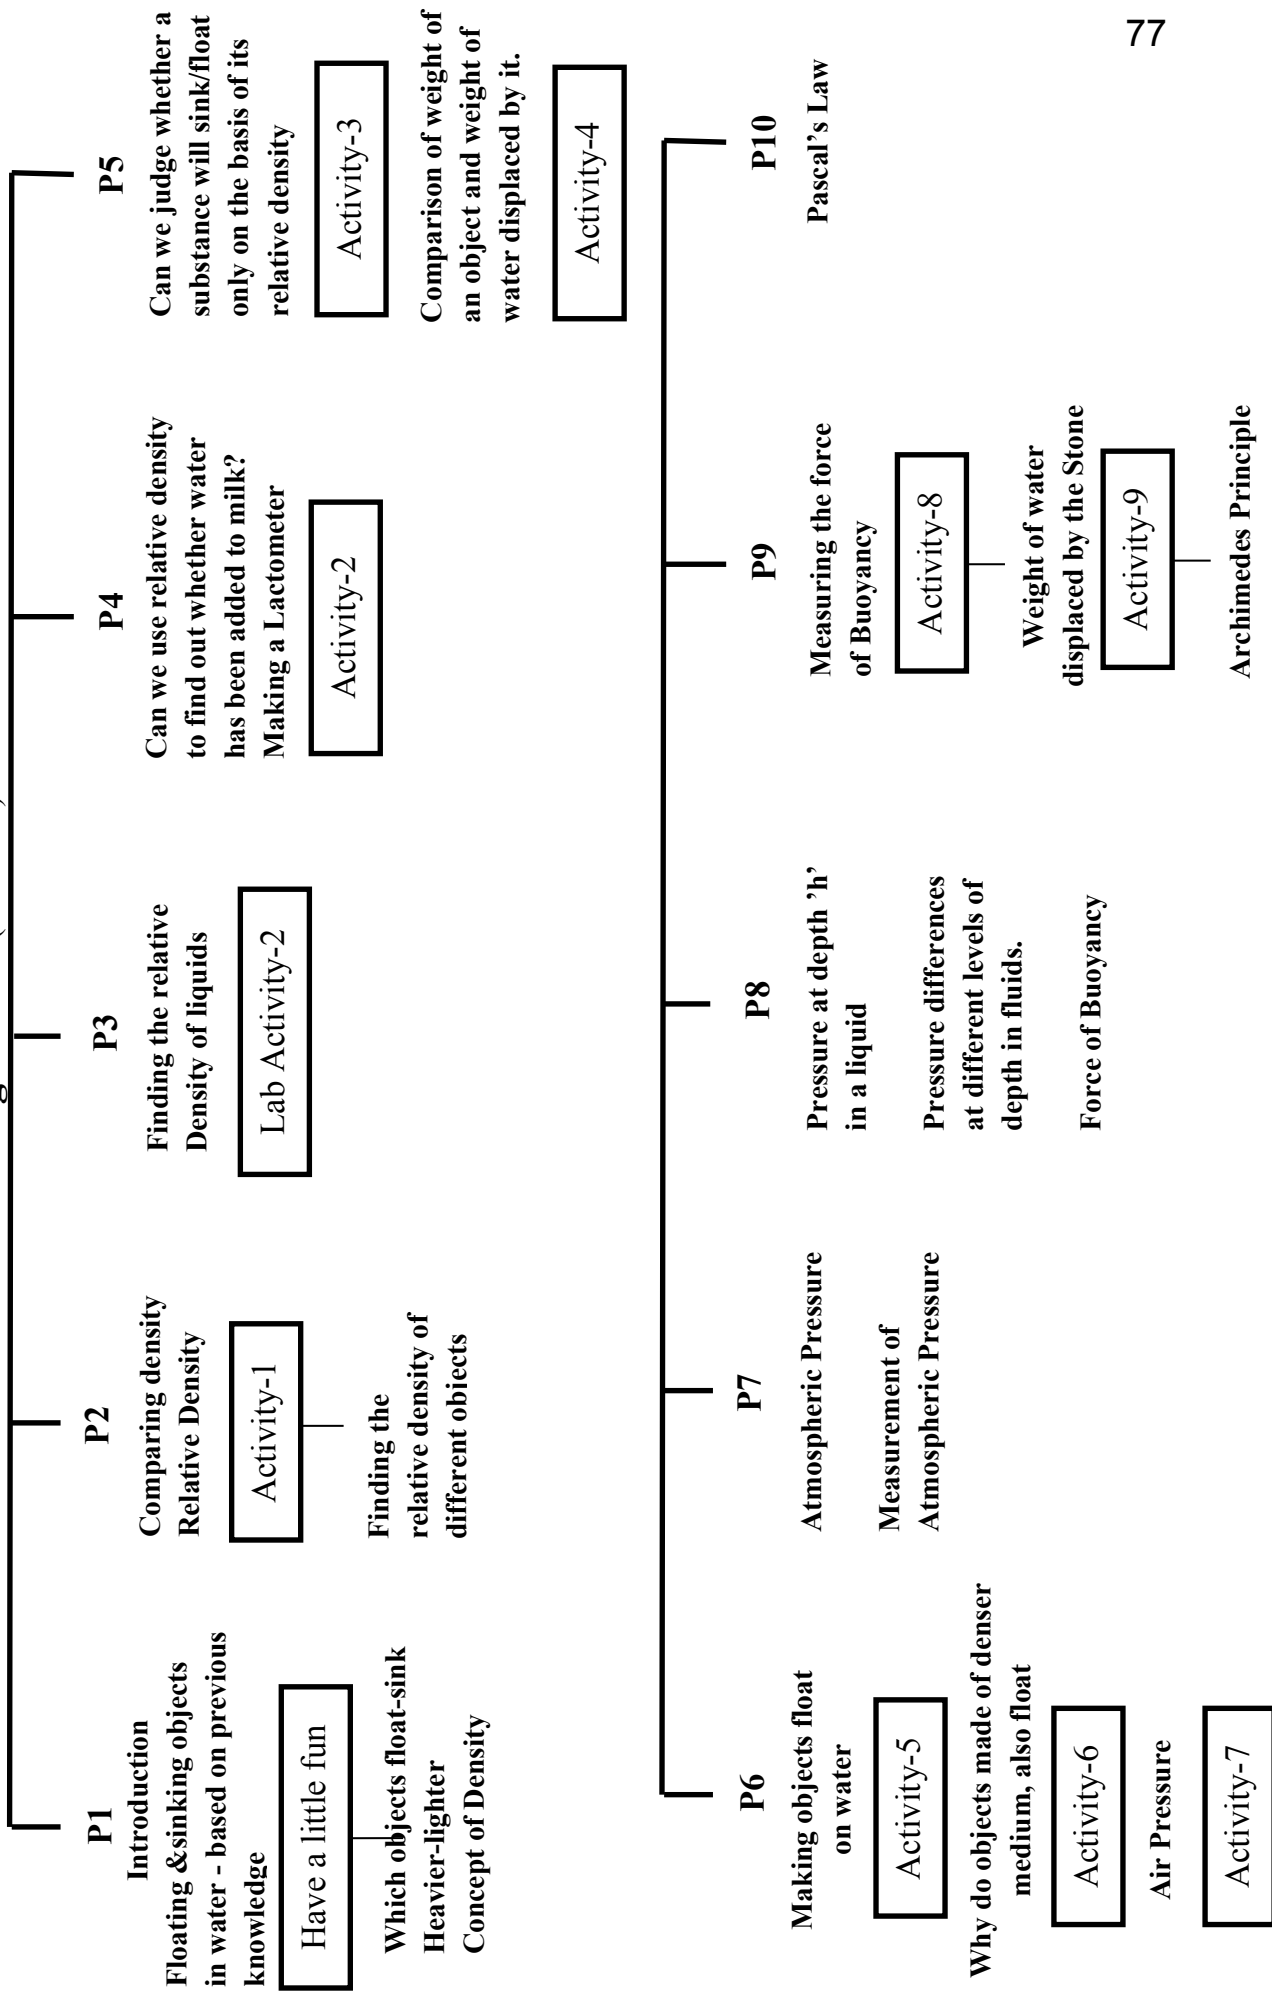 77
P1
Introduction
Floating &sinking objects
in water - based on previous
knowledge
Have a little fun
Which objects float-sink
Heavier-lighter
Concept of Density
P2
Comparing density
Relative Density
Activity-1
Finding the
relative density of
different objects
P3
Finding the relative
Density of liquids
Lab Activity-2
P4
Can we use relative density
to find out whether water
has been added to milk?
Making a Lactometer
Activity-2
P5
Can we judge whether a
substance will sink/float
only on the basis of its
relative density
Activity-3
Comparison of weight of
an object and weight of
water displaced by it.
Activity-4
P6
Making objects float
on water
Activity-5
Why do objects made of denser
medium, also float
Activity-6
Air Pressure
Activity-7
P7
Atmospheric Pressure
Measurement of
Atmospheric Pressure
P8
Pressure at depth ’h’
in a liquid
Pressure differences
at different levels of
depth in fluids.
Force of Buoyancy
P9
Measuring the force
of Buoyancy
Activity-8
Weight of water
displaced by the Stone
Activity-9
Archimedes Principle
P10
Pascal’s Law